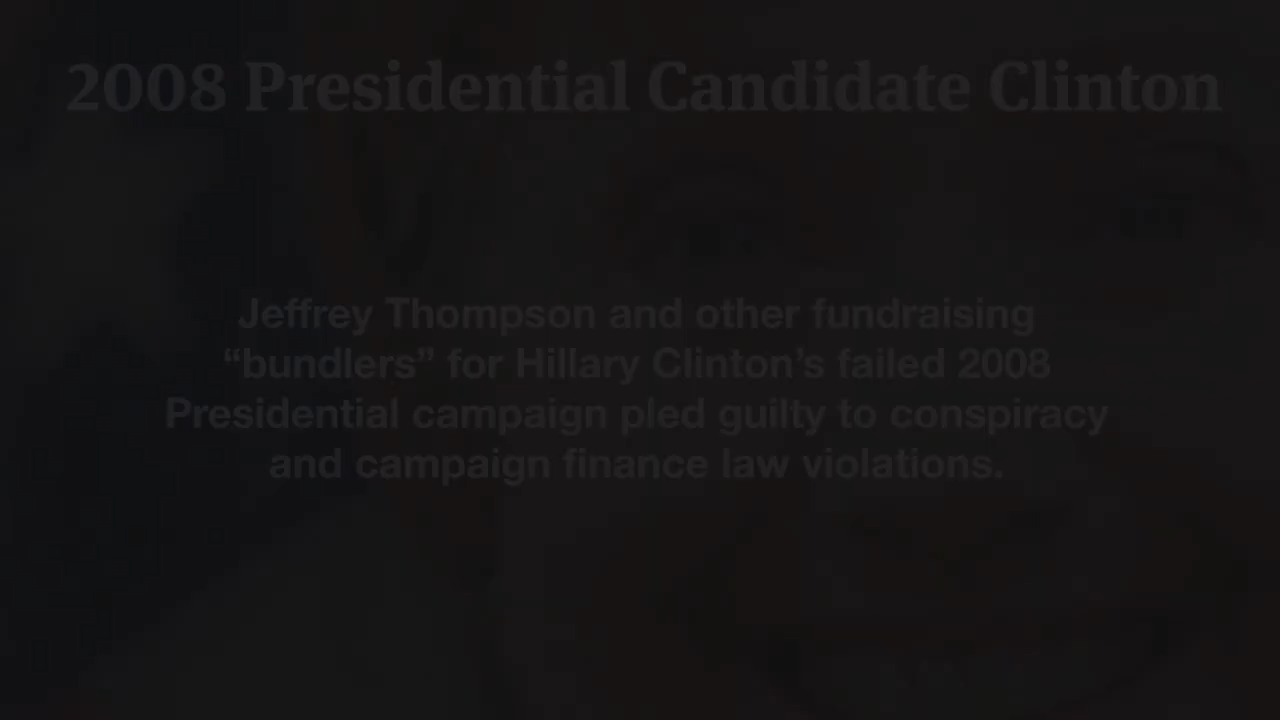 2008 Presidential Candidate Clinton
Jeffrey Thompson and other fundraising
“bundlers” for Hillary Clinton’s failed 2008
Presidential campaign pled guilty to conspiracy
and campaign finance law violations.